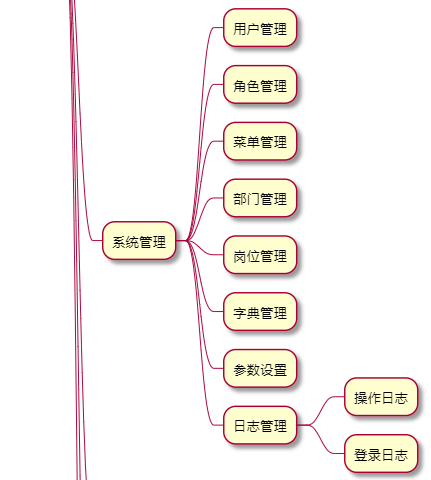 用户管理
角色管理
菜单管理
部门管理
系统管理
岗位管理
字典管理
参数设置
日志管理
操作日志
登录日志